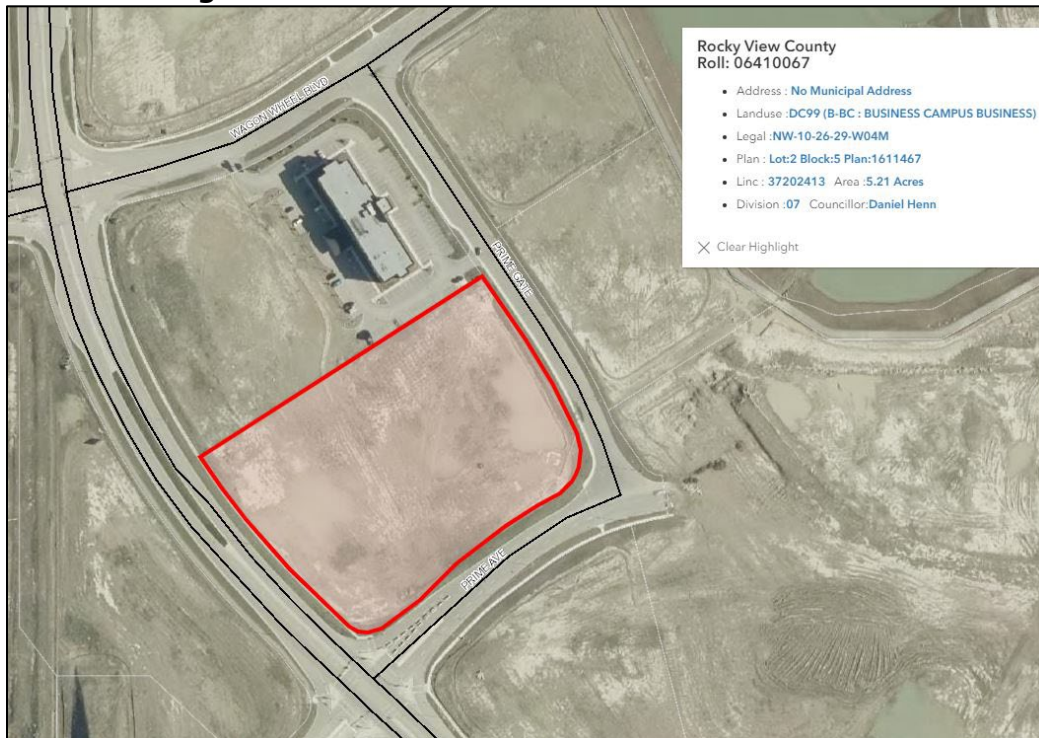 Rocky View County
Roll: 06410067
• Address : No Municipal Address
• Landuse :DC99 (B-BC : BUSINESS CAMPUS BUSINESS)
• Legal :NW-10-26-29-W04M
• Plan : Lot:2 Block:5 Plan:1611467
• Linc : 37202413 Area :5.21 Acres
• Division :07 Councillor:Daniel Henn
× Clear Highlight
WAGON WHEEL BLVD
PRIME GATE
PRIME AVE